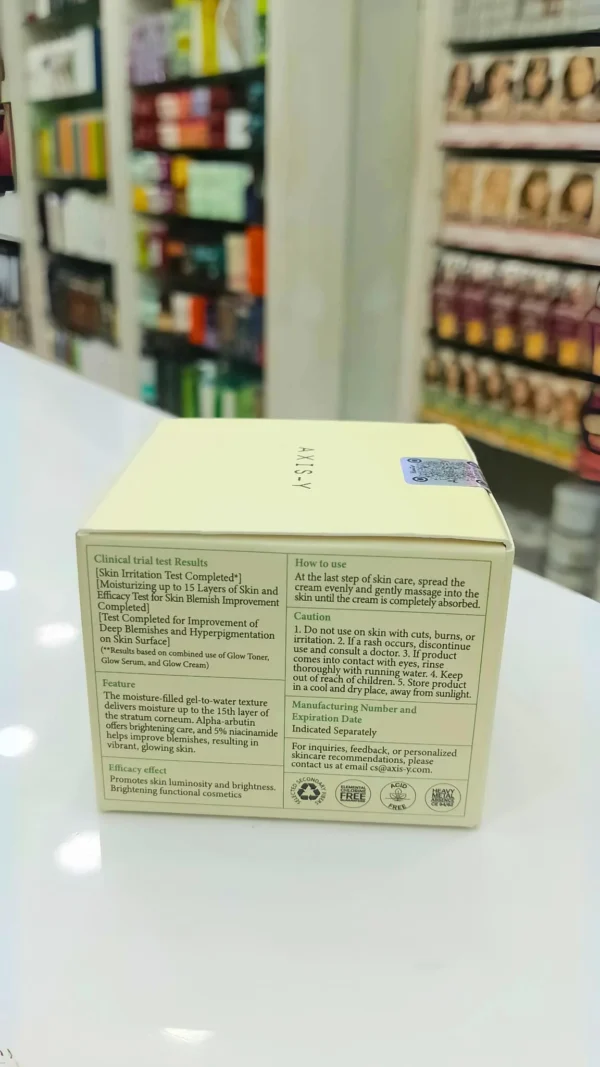 AXIS-Y
Clinical trial test Results
[Skin Irritation Test Completed*]
[Moisturizing up to 15 Layers of Skin and
Efficacy Test for Skin Blemish Improvement
Completed]
[Test Completed for Improvement of
Deep Blemishes and Hyperpigmentation
on Skin Surface]
(**Results based on combined use of Glow Toner,
Glow Serum, and Glow Cream)
Feature
The moisture-filled gel-to-water texture
delivers moisture up to the 15th layer of
the stratum corneum. Alpha-arbutin
offers brightening care, and 5% niacinamide
helps improve blemishes, resulting in
vibrant, glowing skin.
Efficacy effect
Promotes skin luminosity and brightness.
Brightening functional cosmetics
How to use
At the last step of skin care, spread the
cream evenly and gently massage into the
skin until the cream is completely absorbed.
Caution
1. Do not use on skin with cuts, burns, or
irritation. 2. If a rash occurs, discontinue
use and consult a doctor. 3. If product
comes into contact with eyes, rinse
thoroughly with running water. 4. Keep
out of reach of children. 5. Store product
in a cool and dry place, away from sunlight.
Manufacturing Number and
Expiration Date
Indicated Separately
For inquiries, feedback, or personalized
skincare recommendations, please
contact us at email cs@axis-y.com.
SECONDARY
ELEMENTAL
CHLORINE
FREE
ACID
FREE
HEAVY
METAL
ABSENCE